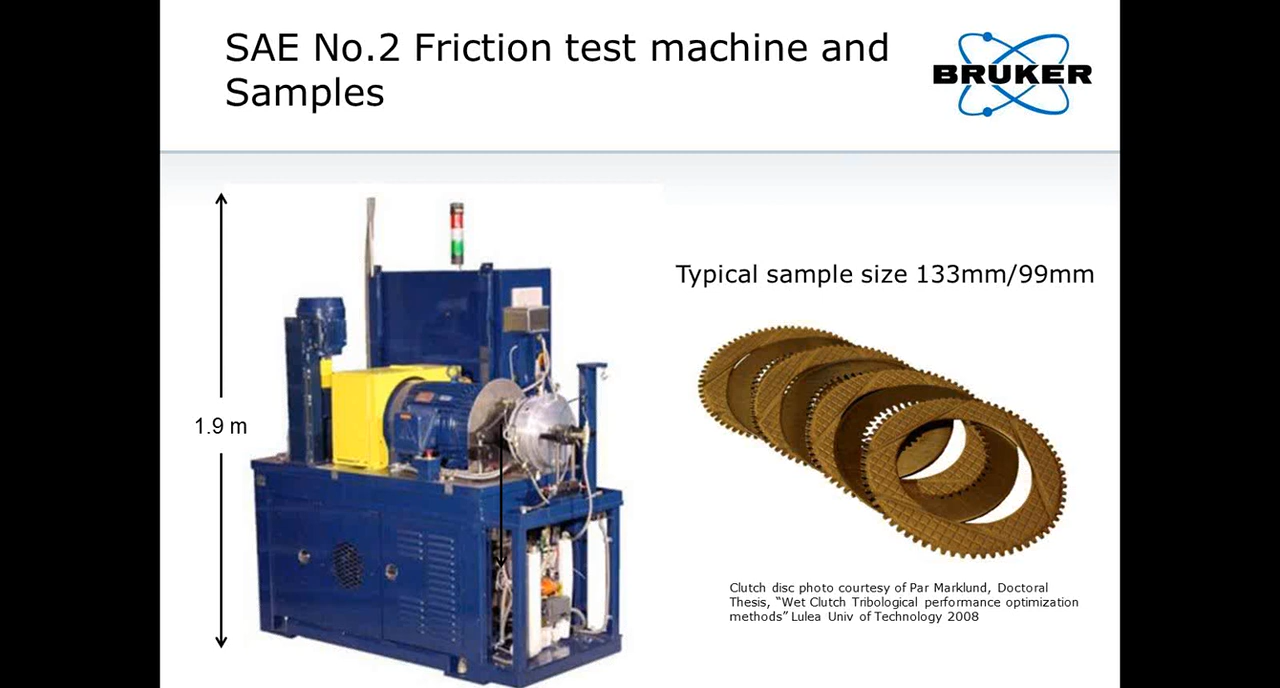 SAE No.2 Friction test machine and
Samples
BRUKER
Typical sample size 133mm/99mm
1.9 m
Clutch disc photo courtesy of Par Marklund, Doctoral
Thesis, “Wet Clutch Tribological performance optimization
methods” Lulea Univ of Technology 2008